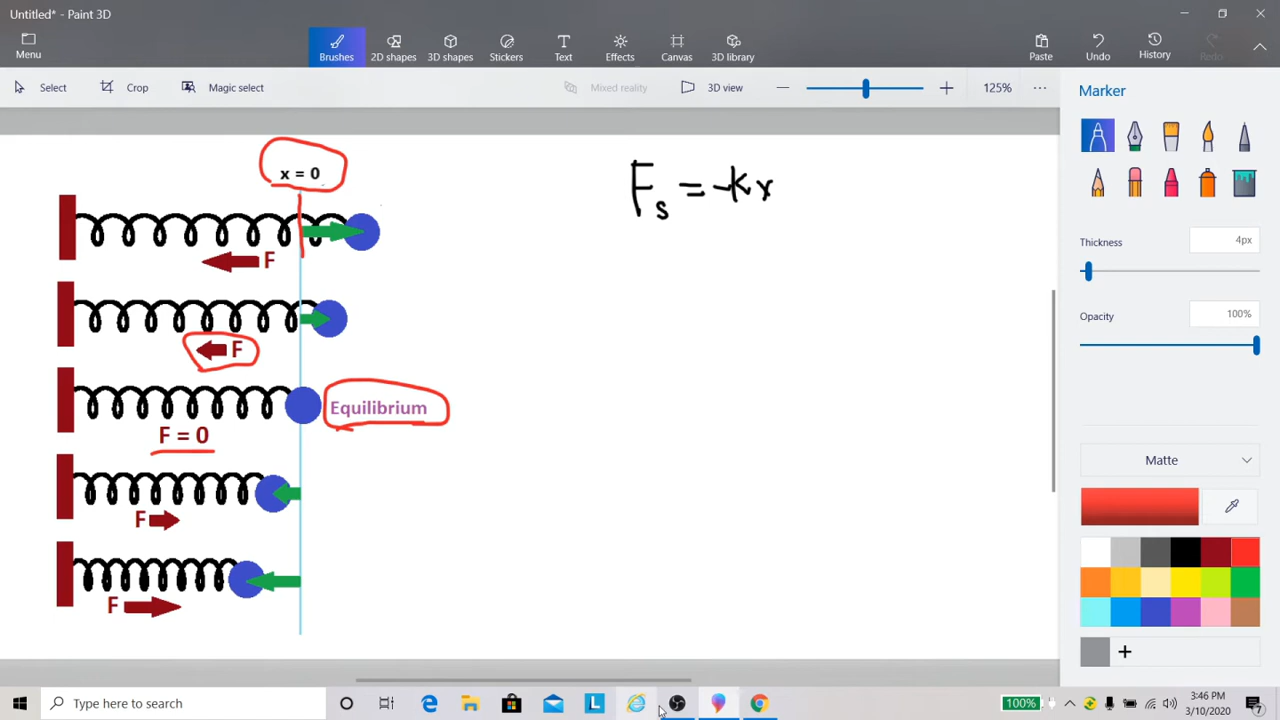 Untitled* - Paint 3D
Menu
Brushes
2D shapes
3D shapes
Stickers
Text
Effects
Canvas
3D library
Paste
Undo
History
Redo
Select
Crop
Magic select
Mixed reality
3D view
125%
Marker
Thickness
4px
Opacity
100%
Matte
x = 0
F
F
Equilibrium
F = 0
F
F
Fs = -kx
Type here to search
L
100%
3:46 PM
3/10/2020
7